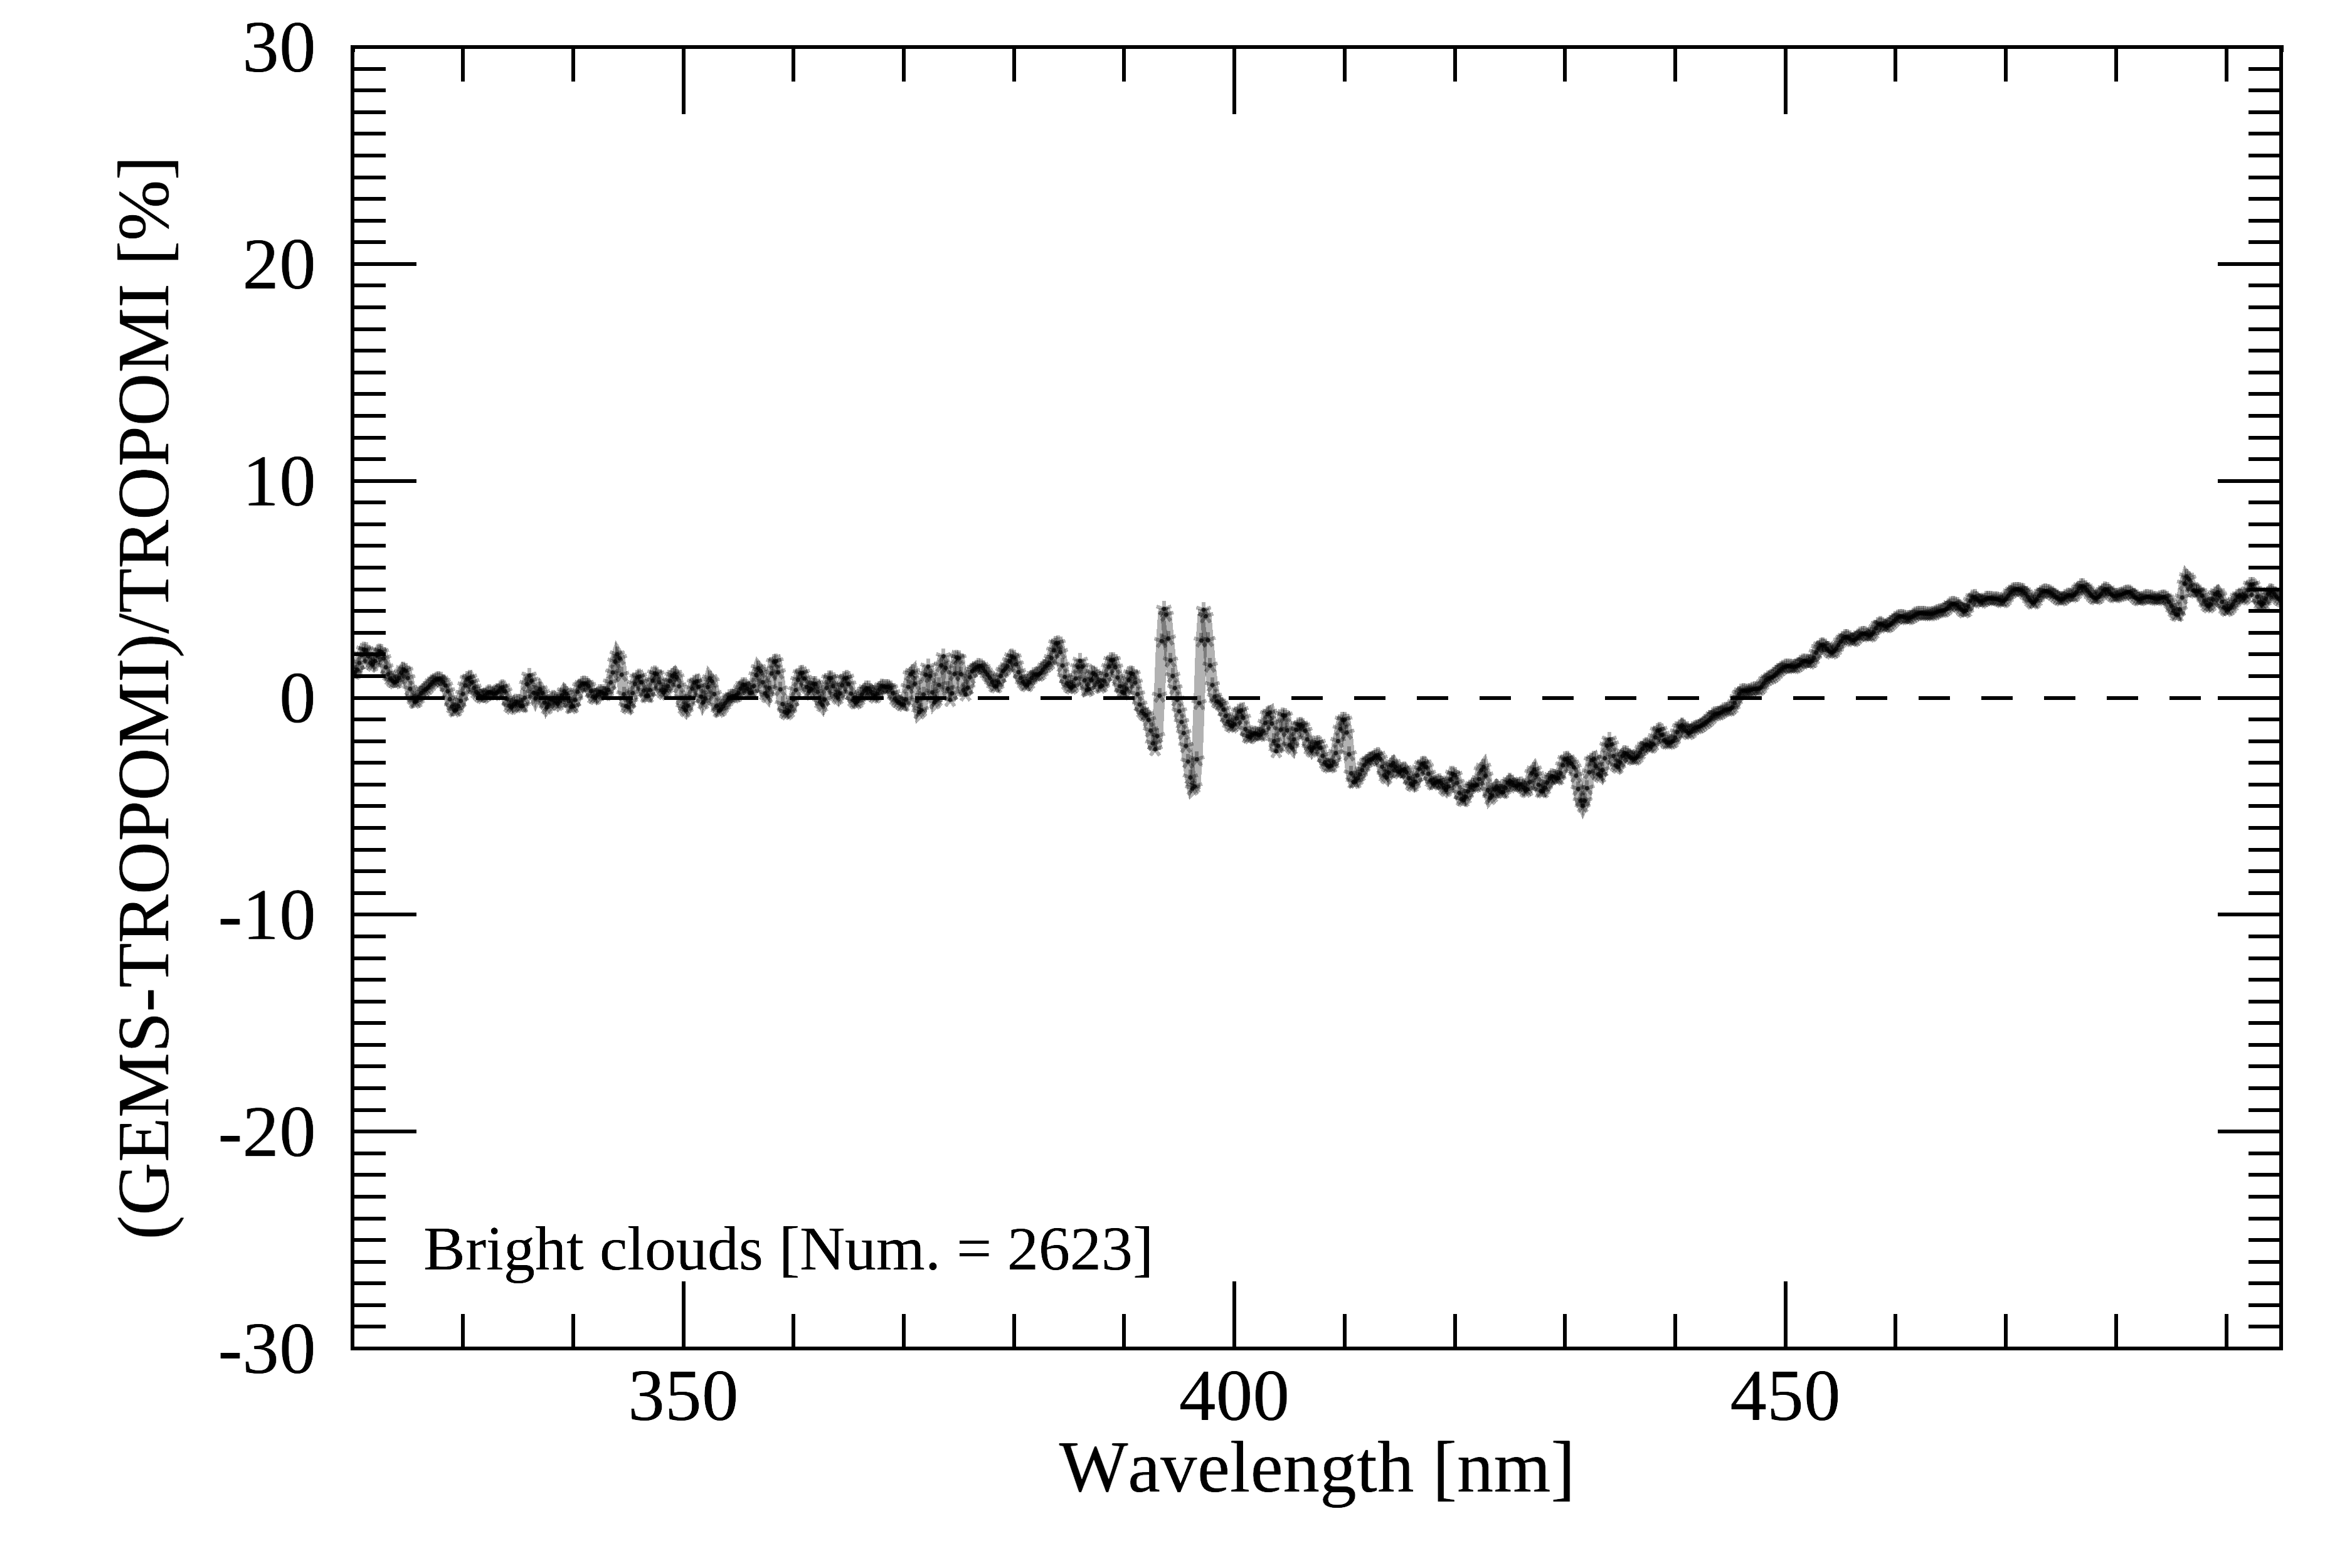 (GEMS-TROPOMI)/TROPOMI [%]
30
20
10
0
-10
-20
-30
Bright clouds [Num. = 2623]
350 400 450
Wavelength [nm]